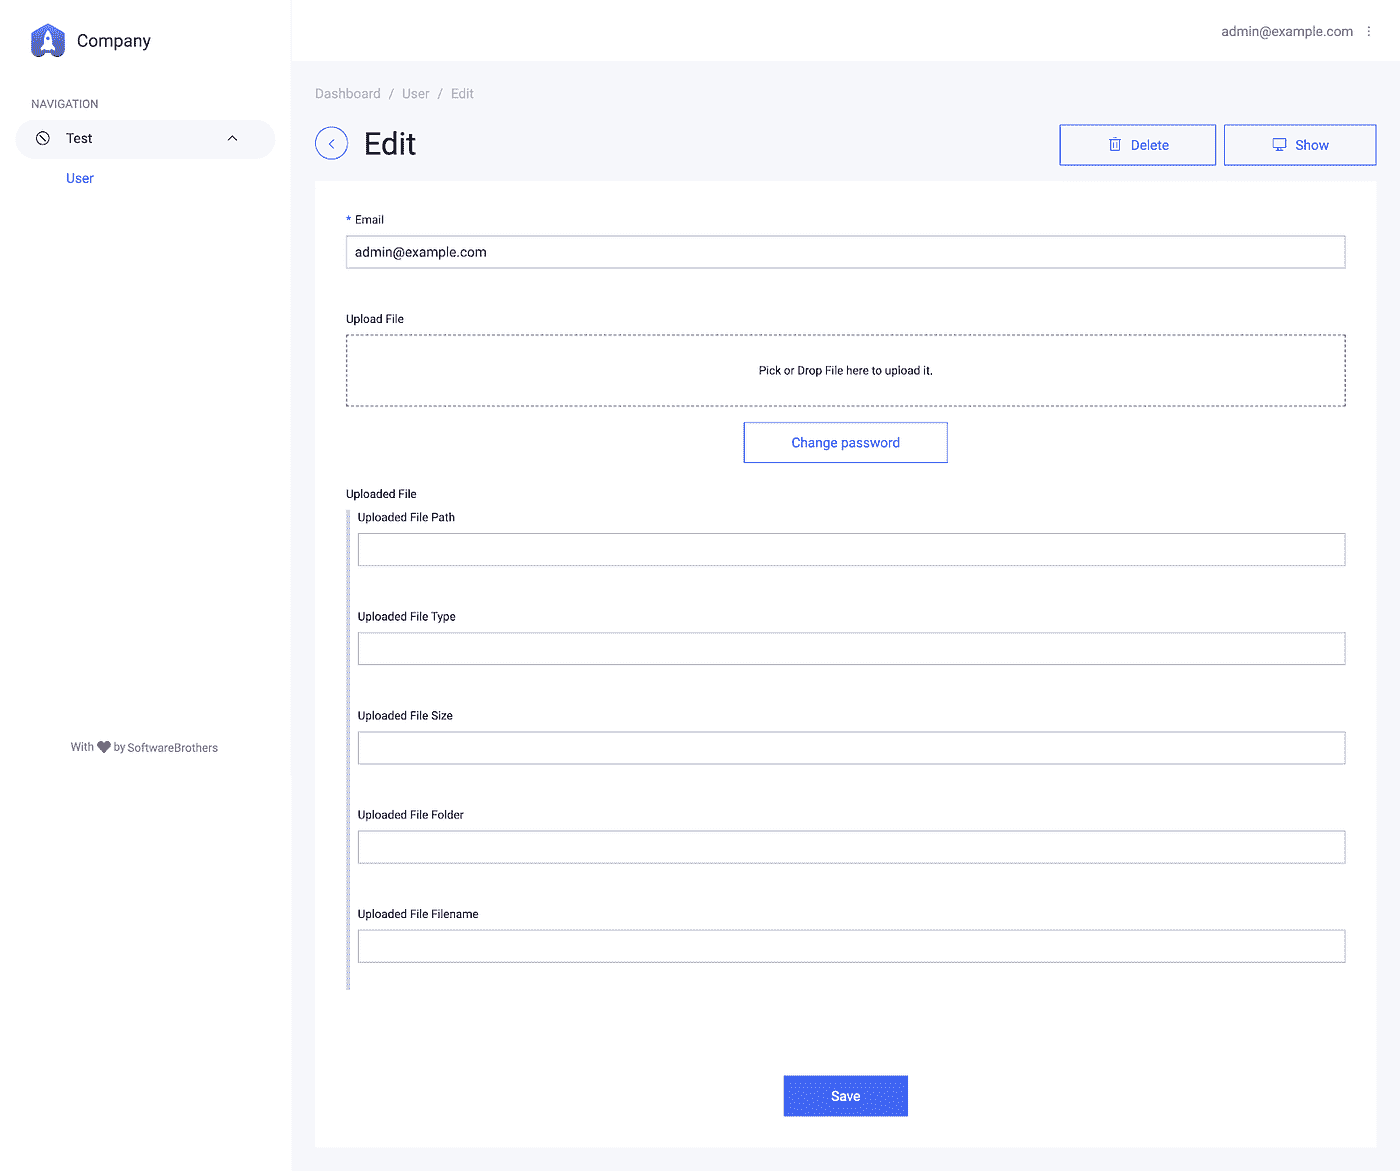 Company
admin@example.com
NAVIGATION
Test
User
Dashboard / User / Edit
Edit
Delete
Show
* Email
admin@example.com
Upload File
Pick or Drop File here to upload it.
Change password
Uploaded File
Uploaded File Path
Uploaded File Type
Uploaded File Size
Uploaded File Folder
Uploaded File Filename
With ♥ by SoftwareBrothers
Save